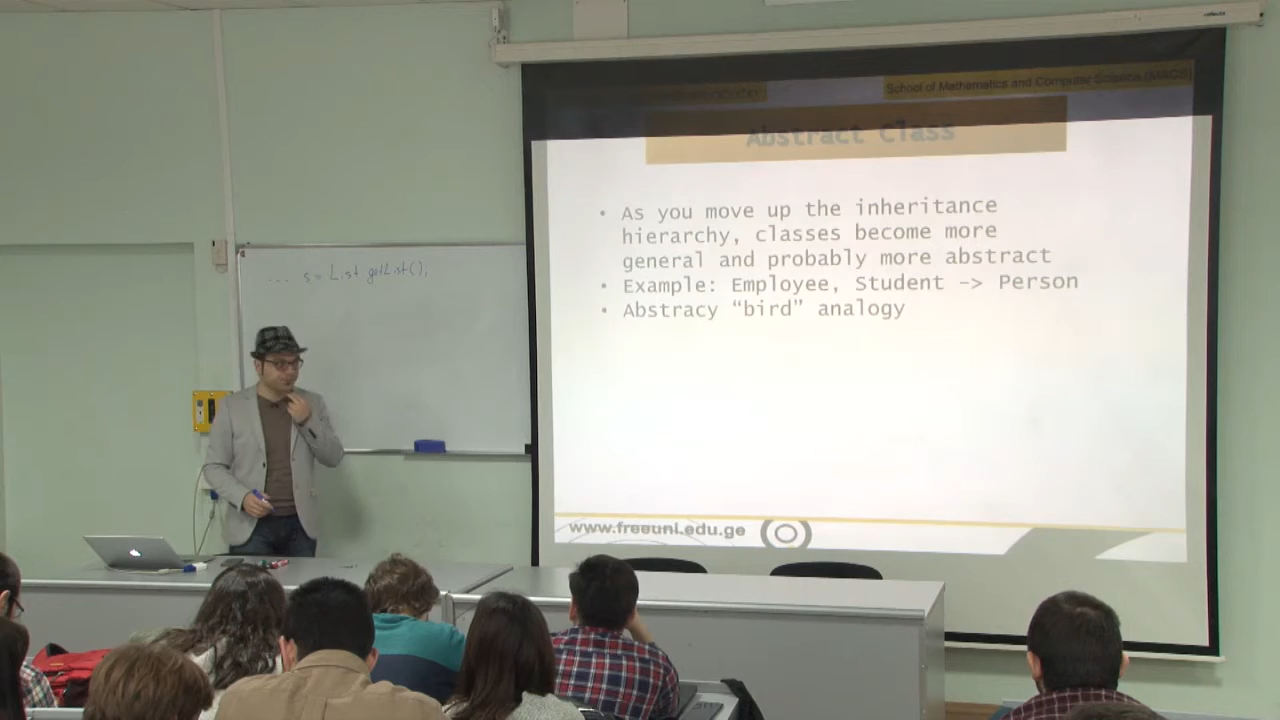 School of Mathematics and Computer Science (MACS)
Abstract Class
• As you move up the inheritance
hierarchy, classes become more
general and probably more abstract
• Example: Employee, Student -> Person
• Abstracy “bird” analogy
www.freeuni.edu.ge
... s = List getList();